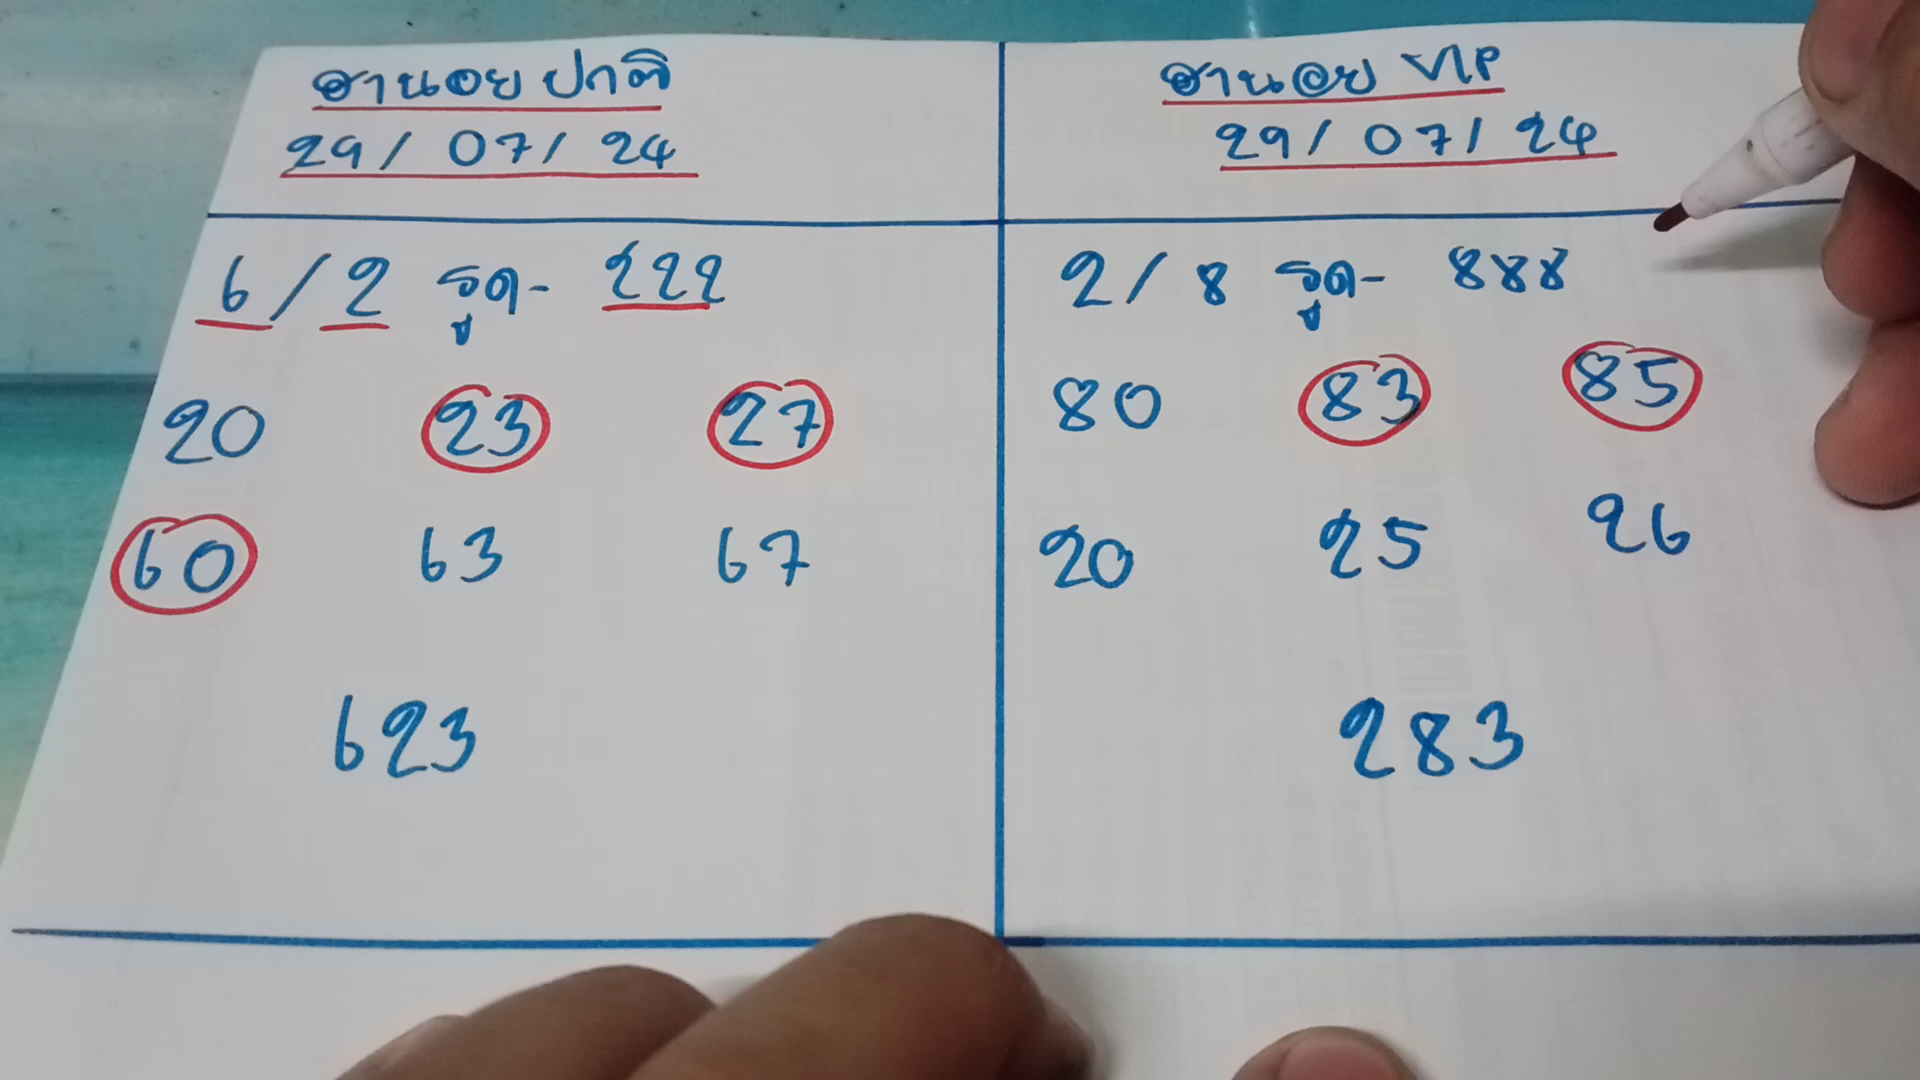 ฮานอย ปกติ
29 / 07 / 24
6 / 2 รูด - 222
20 23 27
60 63 67
623
ฮานอย VIP
29 / 07 / 24
2 / 8 รูด - 888
80 83 85
20 25 26
283